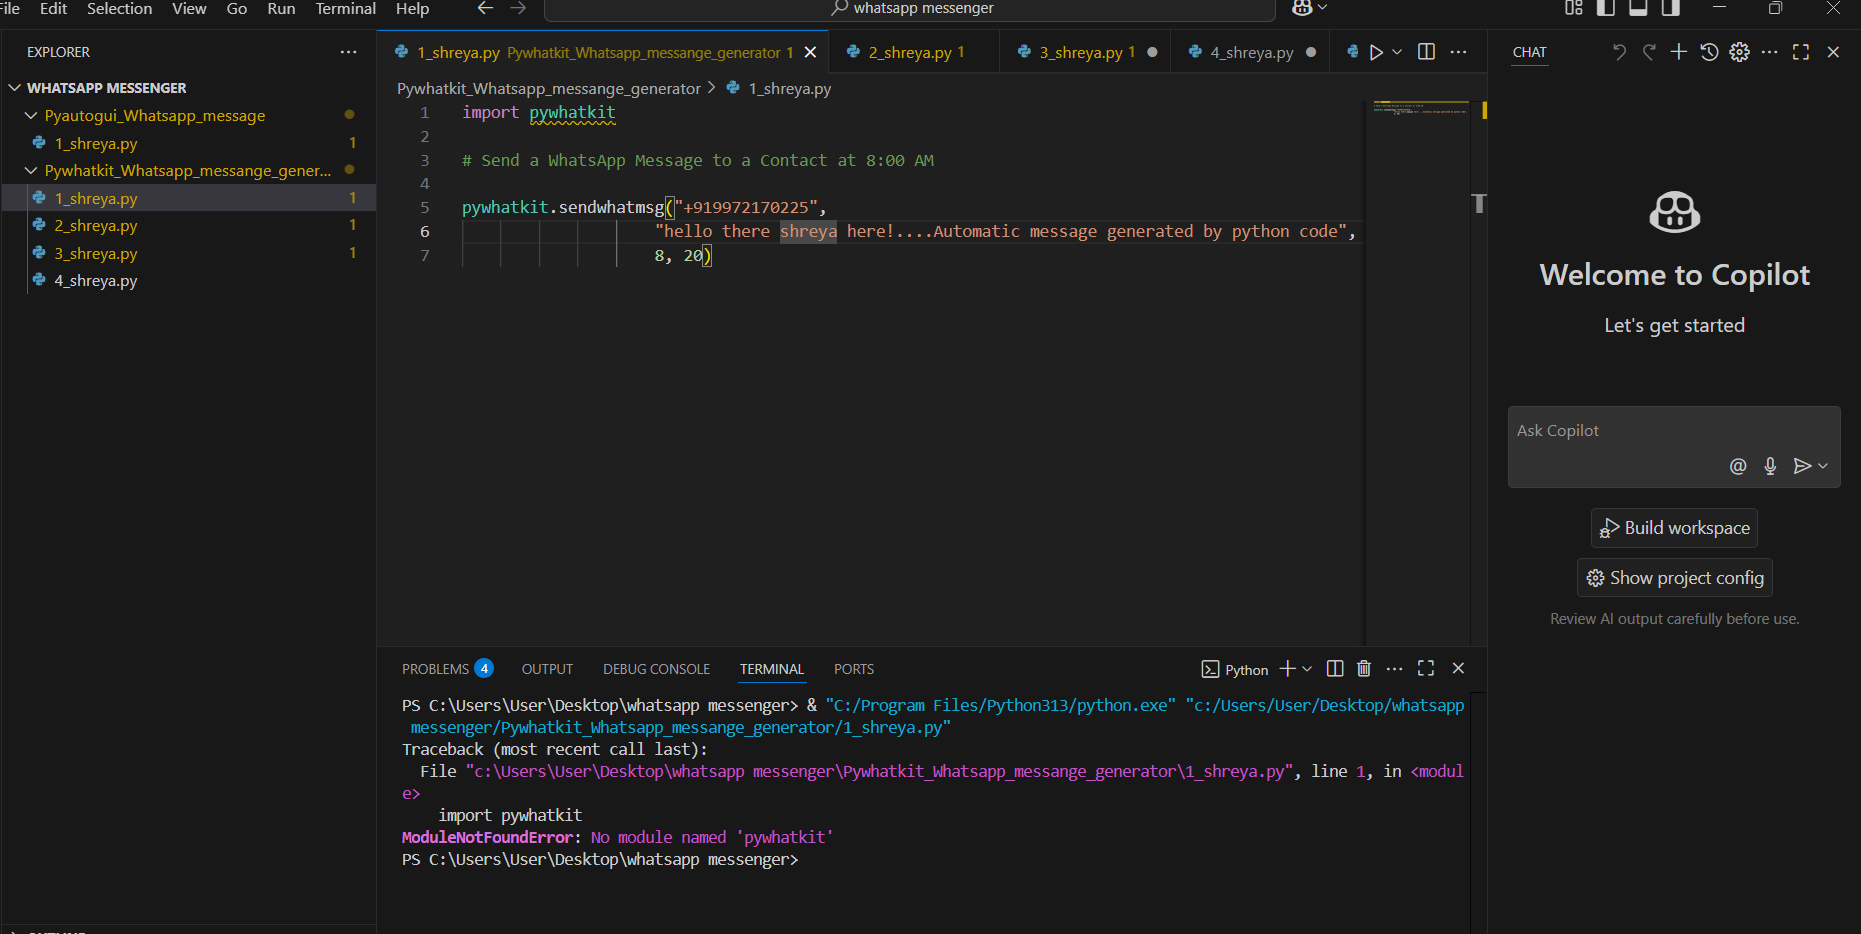 File Edit Selection View Go Run Terminal Help
whatsapp messenger
EXPLORER
WHATSAPP MESSENGER
Pyautogui_Whatsapp_message
1_shreya.py 1
Pywhatkit_Whatsapp_messange_gener...
1_shreya.py 1
2_shreya.py 1
3_shreya.py 1
4_shreya.py
1_shreya.py Pywhatkit_Whatsapp_messange_generator 1
2_shreya.py 1
3_shreya.py 1
4_shreya.py
Pywhatkit_Whatsapp_messange_generator > 1_shreya.py
1 import pywhatkit
2
3 # Send a WhatsApp Message to a Contact at 8:00 AM
4
5 pywhatkit.sendwhatmsg("+919972170225",
6 "hello there shreya here!....Automatic message generated by python code",
7 8, 20)
PROBLEMS 4 OUTPUT DEBUG CONSOLE TERMINAL PORTS
Python
PS C:\Users\User\Desktop\whatsapp messenger> & "C:/Program Files/Python313/python.exe" "c:/Users/User/Desktop/whatsapp
messenger/Pywhatkit_Whatsapp_messange_generator/1_shreya.py"
Traceback (most recent call last):
File "c:\Users\User\Desktop\whatsapp messenger\Pywhatkit_Whatsapp_messange_generator\1_shreya.py", line 1, in <modul
e>
import pywhatkit
ModuleNotFoundError: No module named 'pywhatkit'
PS C:\Users\User\Desktop\whatsapp messenger>
CHAT
Welcome to Copilot
Let's get started
Ask Copilot
Build workspace
Show project config
Review AI output carefully before use.